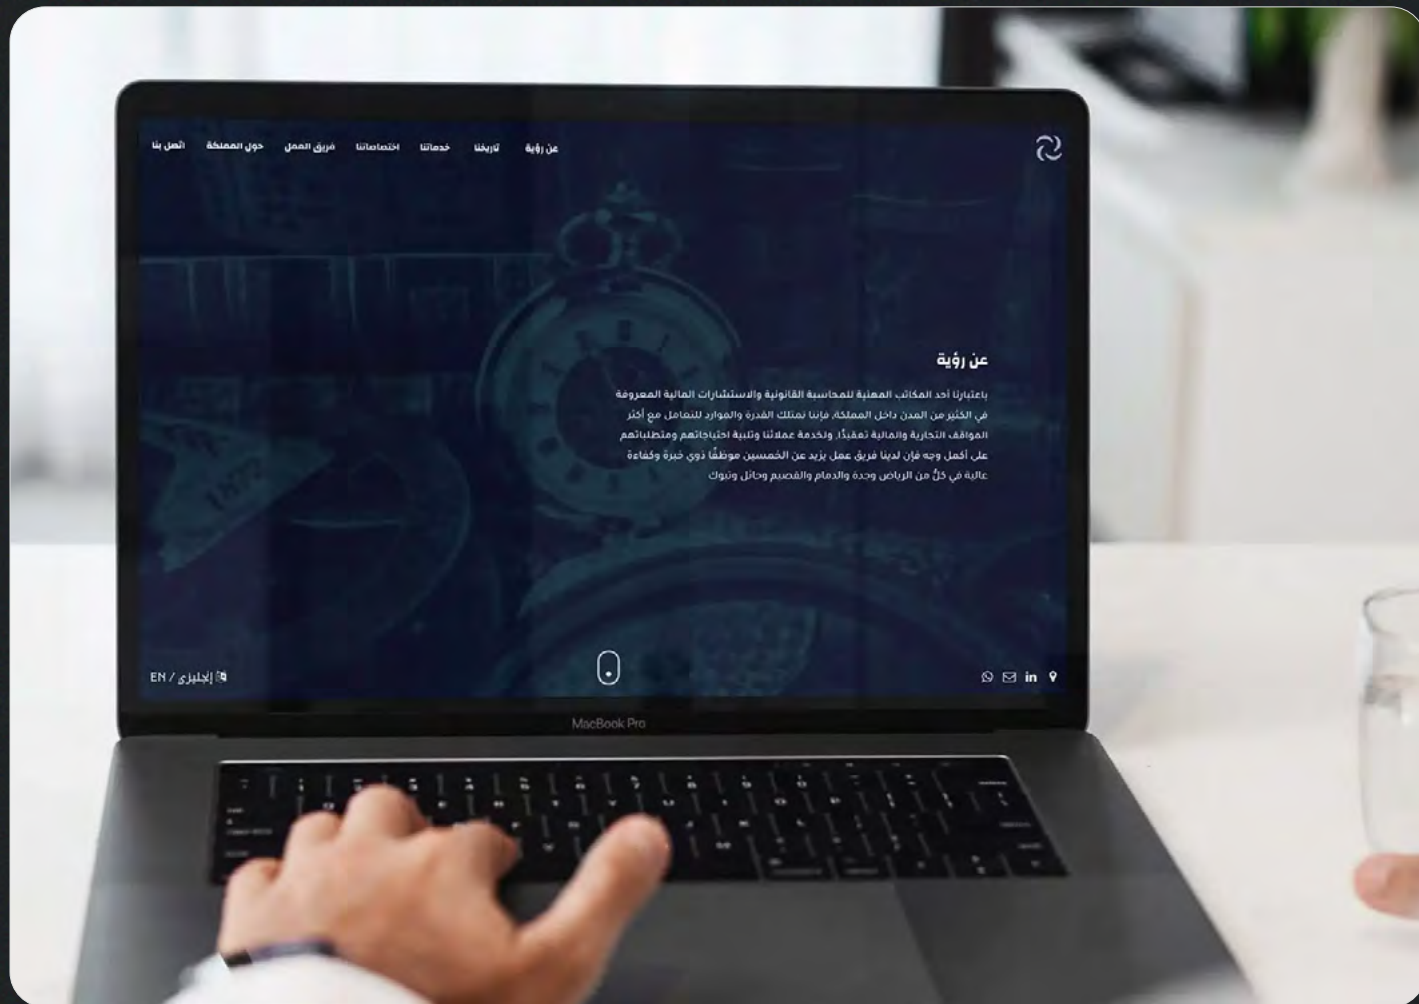 عن رؤية تاريخنا خدماتنا اختصاصاتنا فريق العمل حول المملكة اتصل بنا
عن رؤية
باعتبارنا أحد المكاتب المهنية للمحاسبة القانونية والاستشارات المالية المعروفة
في الكثير من المدن داخل المملكة، فإننا نمتلك القدرة والموارد للتعامل مع أكثر
المواقف التجارية والمالية تعقيدًا، ولخدمة عملائنا وتلبية احتياجاتهم ومتطلباتهم
على أكمل وجه فإن لدينا فريق عمل يزيد عن الخمسين موظفًا ذوي خبرة وكفاءة
عالية في كلٌ من الرياض وجدة والدمام والقصيم وحائل وتبوك
إنجليزى / EN
MacBook Pro